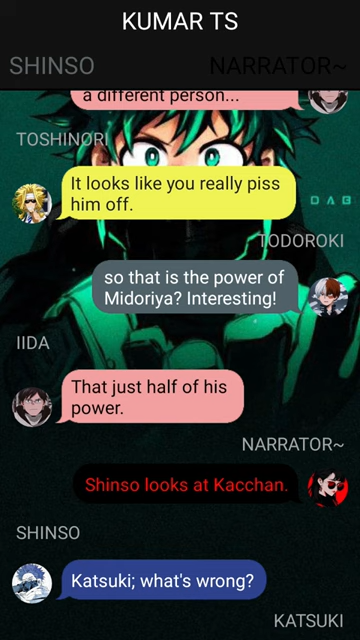 KUMAR TS
SHINSO
NARRATOR~
a different person...
TOSHINORI
It looks like you really piss
him off.
DAB
TODOROKI
so that is the power of
Midoriya? Interesting!
IIDA
That just half of his
power.
NARRATOR~
Shinso looks at Kacchan.
SHINSO
Katsuki; what's wrong?
KATSUKI